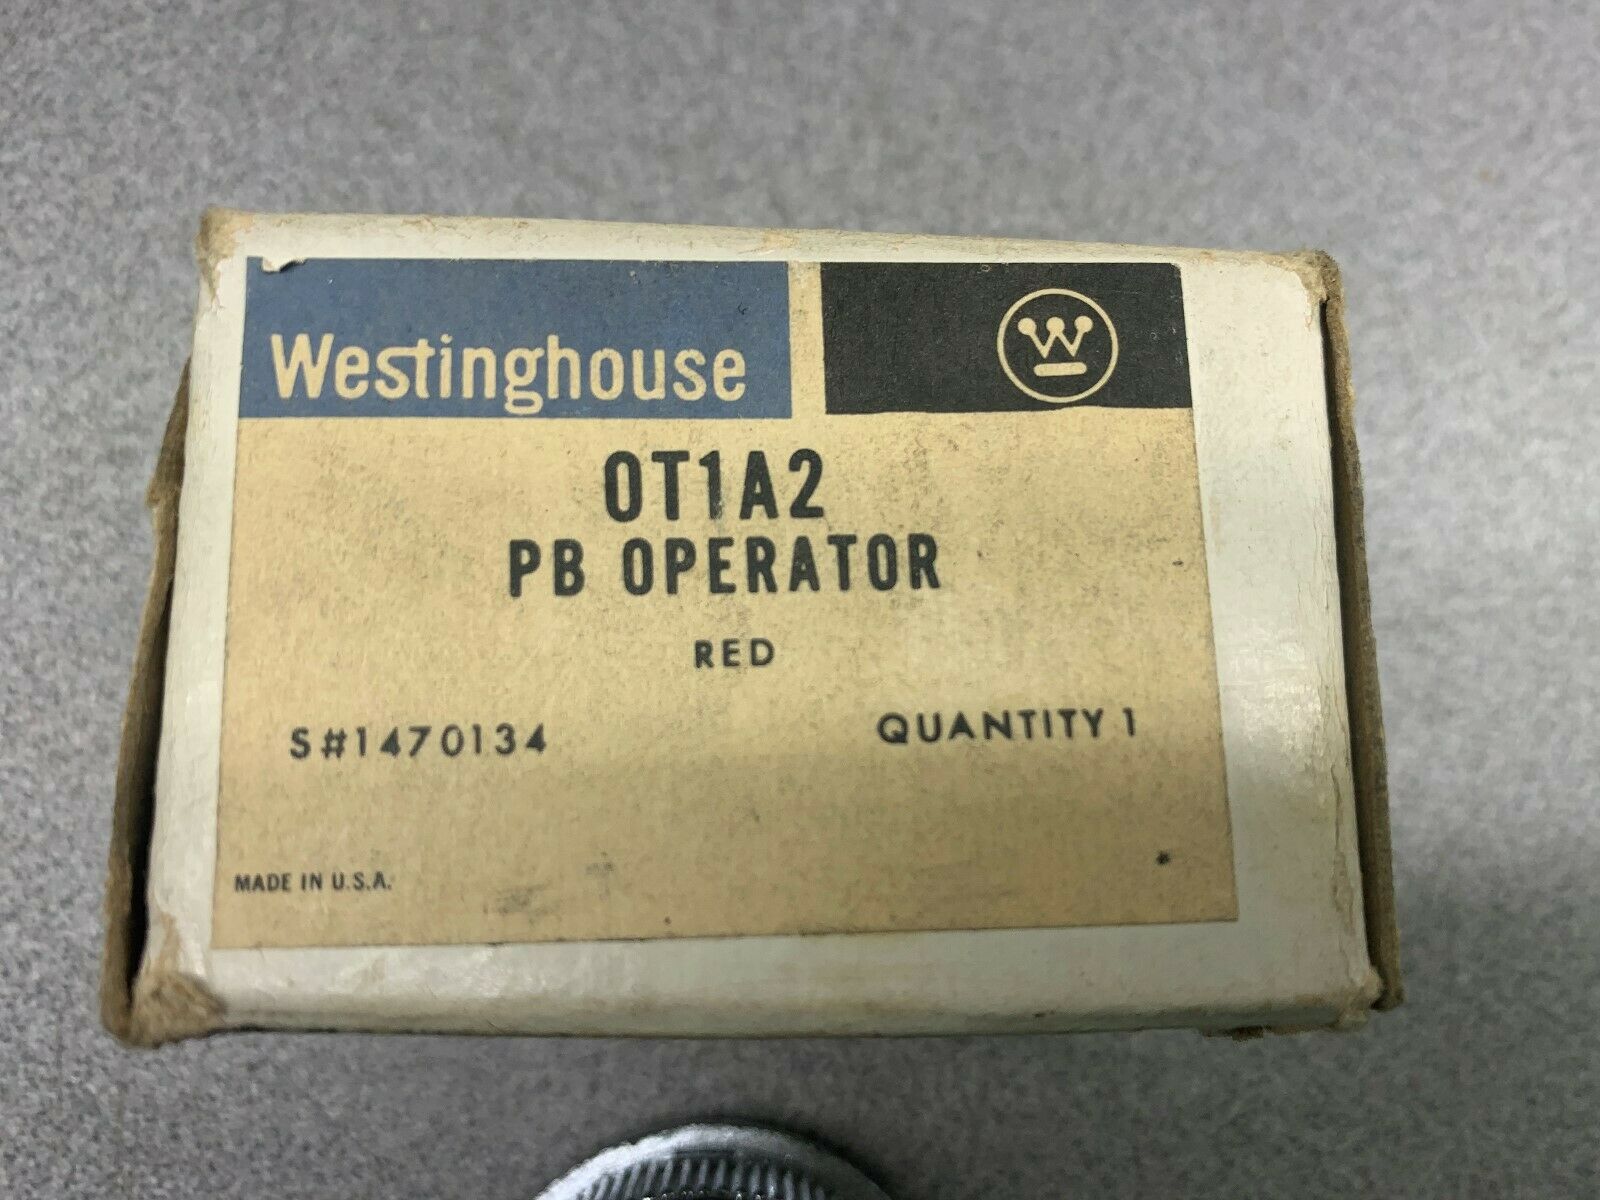 Westinghouse
W
OT1A2
PB OPERATOR
RED
S#1470134
QUANTITY 1
MADE IN U.S.A.